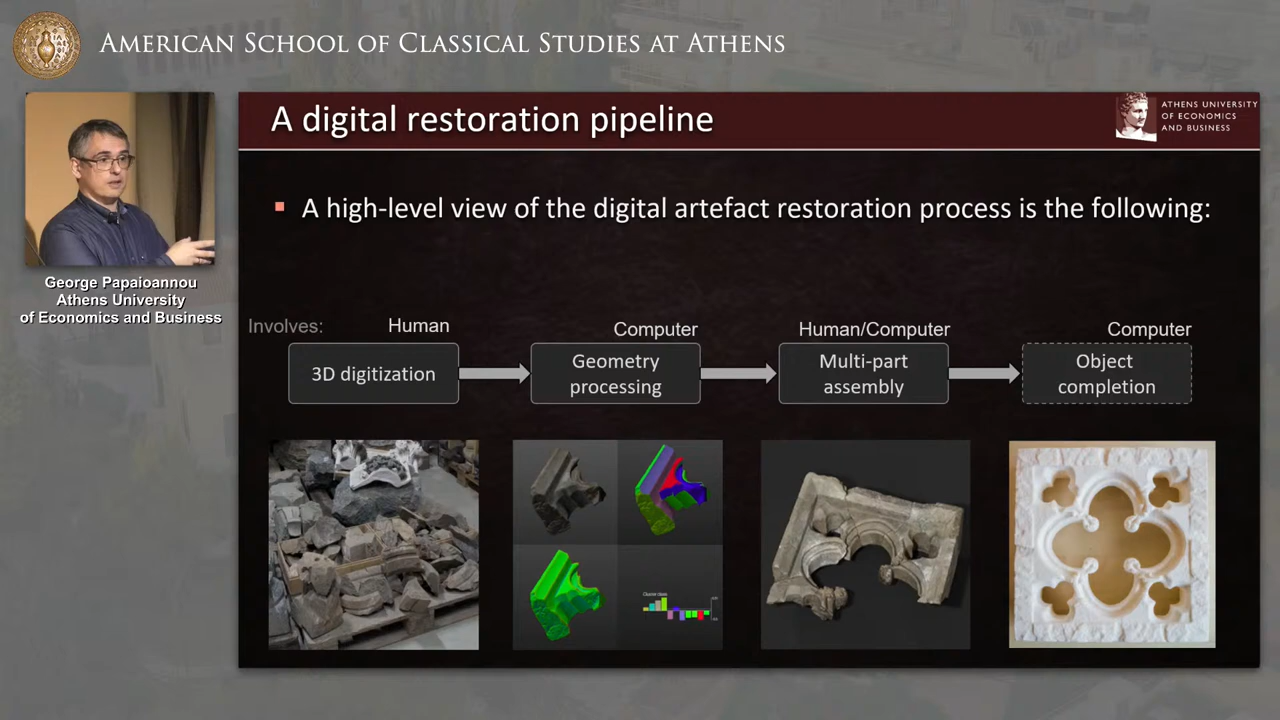 AMERICAN SCHOOL OF CLASSICAL STUDIES AT ATHENS
George Papaioannou
Athens University
of Economics and Business
A digital restoration pipeline
ATHENS UNIVERSITY
OF ECONOMICS
AND BUSINESS
A high-level view of the digital artefact restoration process is the following:
Involves:
Human
Computer
Human/Computer
Computer
3D digitization
Geometry
processing
Multi-part
assembly
Object
completion